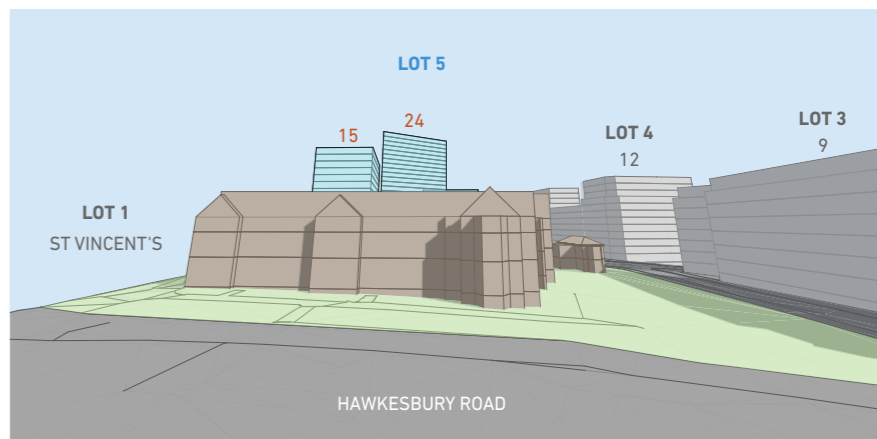 LOT 5
15
24
LOT 4
12
LOT 3
9
LOT 1
ST VINCENT'S
HAWKESBURY ROAD